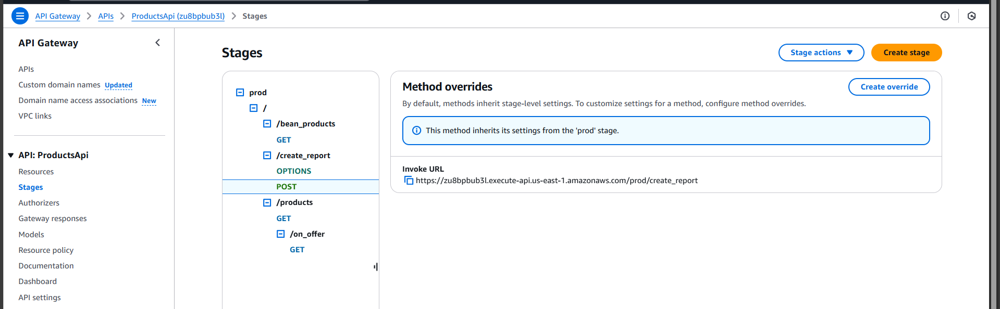 API Gateway > APIs > ProductsApi (zu8bpbub3l) > Stages
API Gateway
APIs
Custom domain names Updated
Domain name access associations New
VPC links
API: ProductsApi
Resources
Stages
Authorizers
Gateway responses
Models
Resource policy
Documentation
Dashboard
API settings
Stages
Stage actions
Create stage
prod
/
/bean_products
GET
/create_report
OPTIONS
POST
/products
GET
/on_offer
GET
Method overrides
Create override
By default, methods inherit stage-level settings. To customize settings for a method, configure method overrides.
This method inherits its settings from the 'prod' stage.
Invoke URL
https://zu8bpbub3l.execute-api.us-east-1.amazonaws.com/prod/create_report